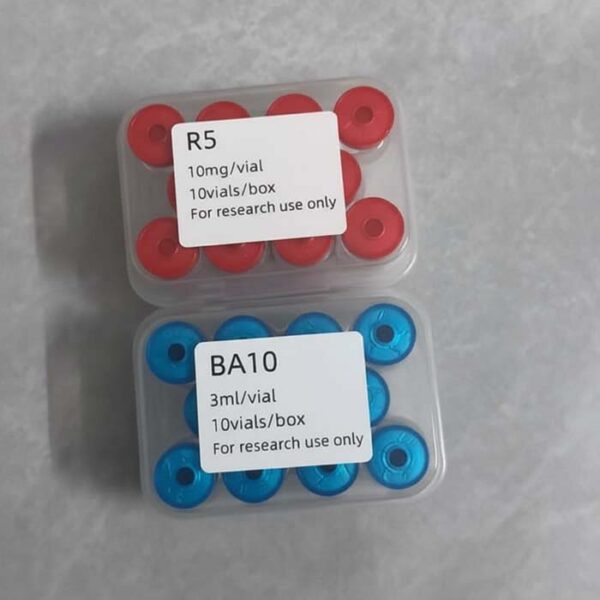 R5
10mg/vial
10vials/box
For research use only
BA10
3ml/vial
10vials/box
For research use only